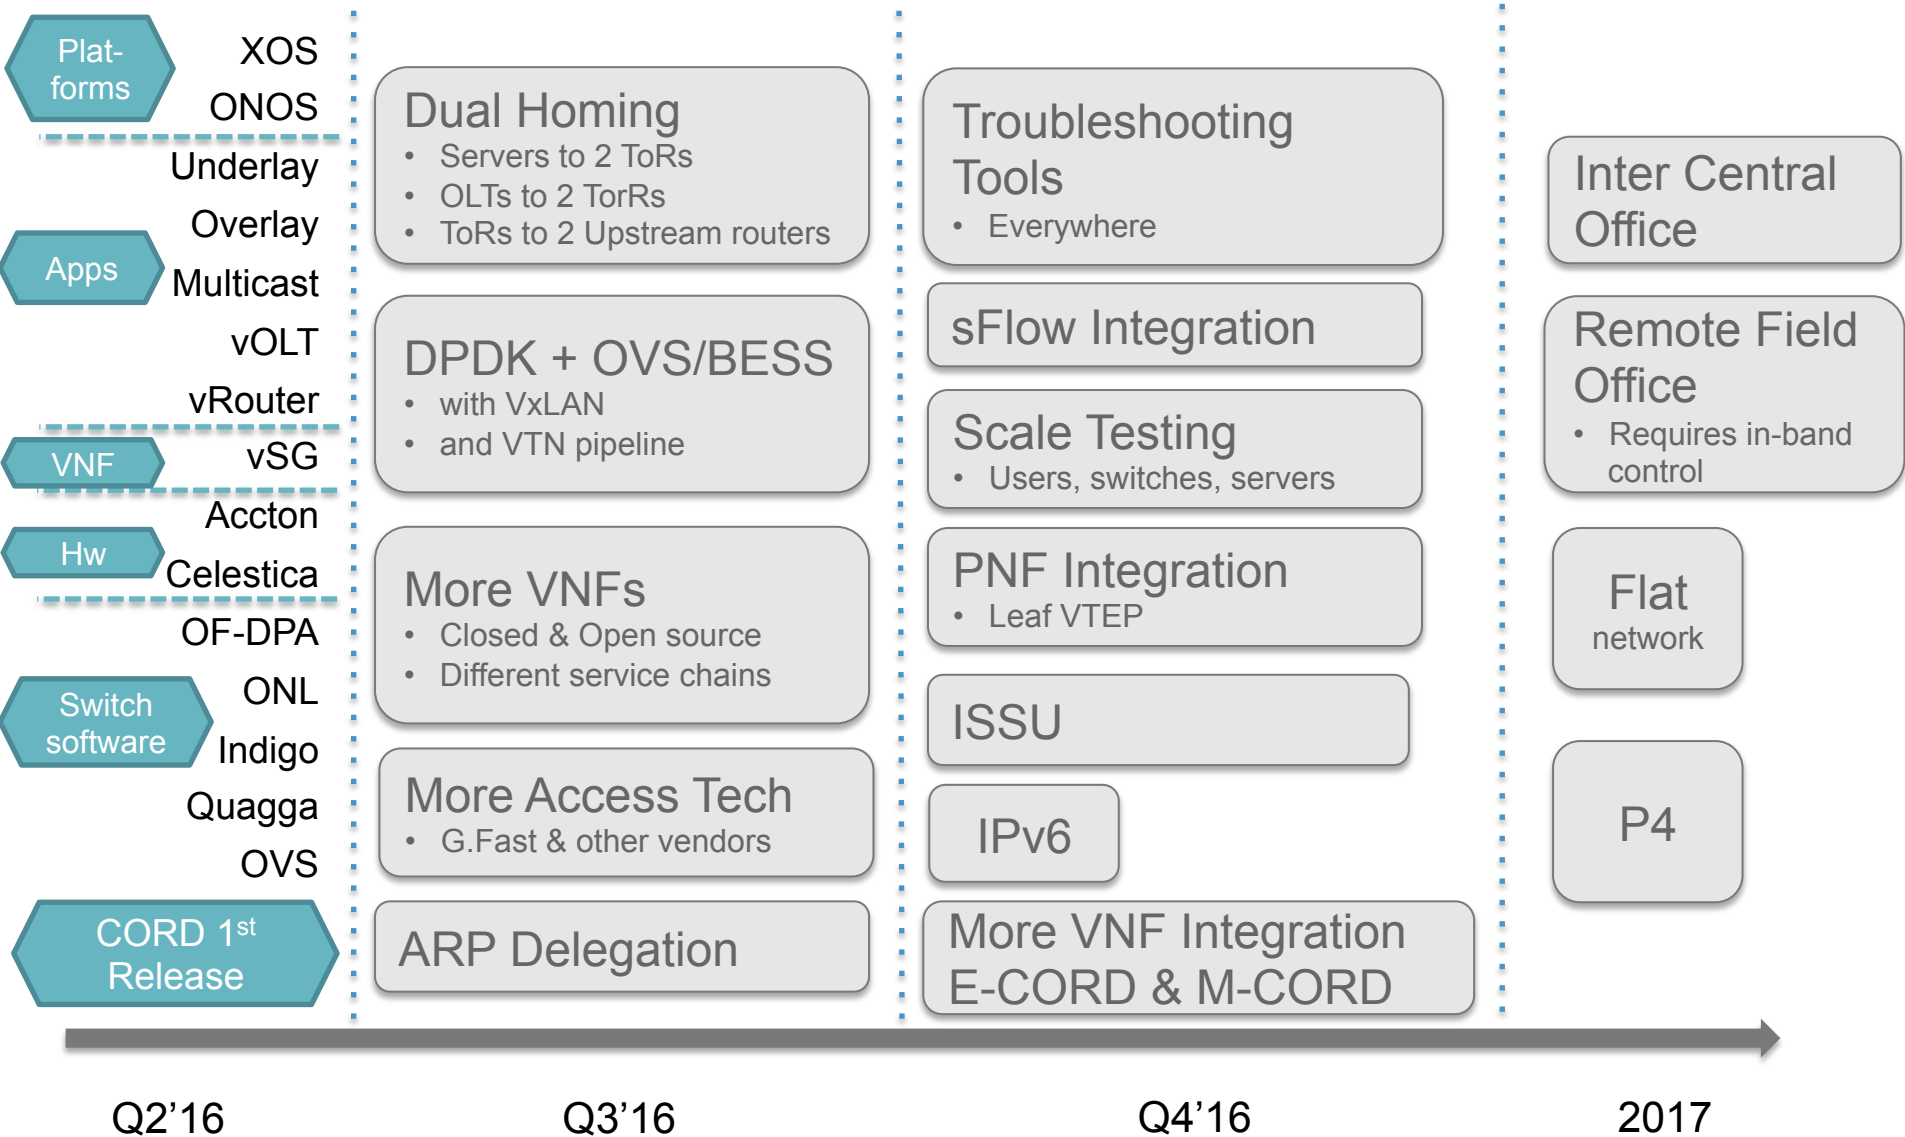 Plat-
forms
XOS
ONOS
Underlay
Overlay
Apps
Multicast
vOLT
vRouter
VNF
vSG
Accton
Hw
Celestica
OF-DPA
Switch
software
ONL
Indigo
Quagga
OVS
CORD 1st
Release
Dual Homing
• Servers to 2 ToRs
• OLTs to 2 TorRs
• ToRs to 2 Upstream routers
DPDK + OVS/BESS
• with VxLAN
• and VTN pipeline
More VNFs
• Closed & Open source
• Different service chains
More Access Tech
• G.Fast & other vendors
ARP Delegation
Troubleshooting
Tools
• Everywhere
sFlow Integration
Scale Testing
• Users, switches, servers
PNF Integration
• Leaf VTEP
ISSU
IPv6
More VNF Integration
E-CORD & M-CORD
Inter Central
Office
Remote Field
Office
• Requires in-band
control
Flat
network
P4
Q2’16
Q3’16
Q4’16
2017